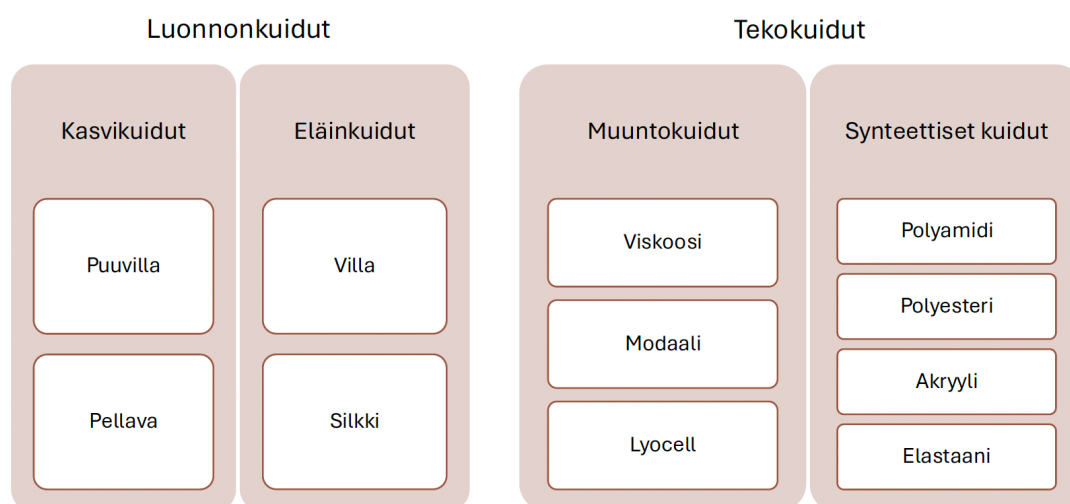 Luonnonkuidut
Kasvikuidut
Puuvilla
Pellava
Eläinkuidut
Villa
Silkki
Tekokuidut
Muuntokuidut
Viskoosi
Modaali
Lyocell
Synteettiset kuidut
Polyamidi
Polyesteri
Akryyli
Elastaani